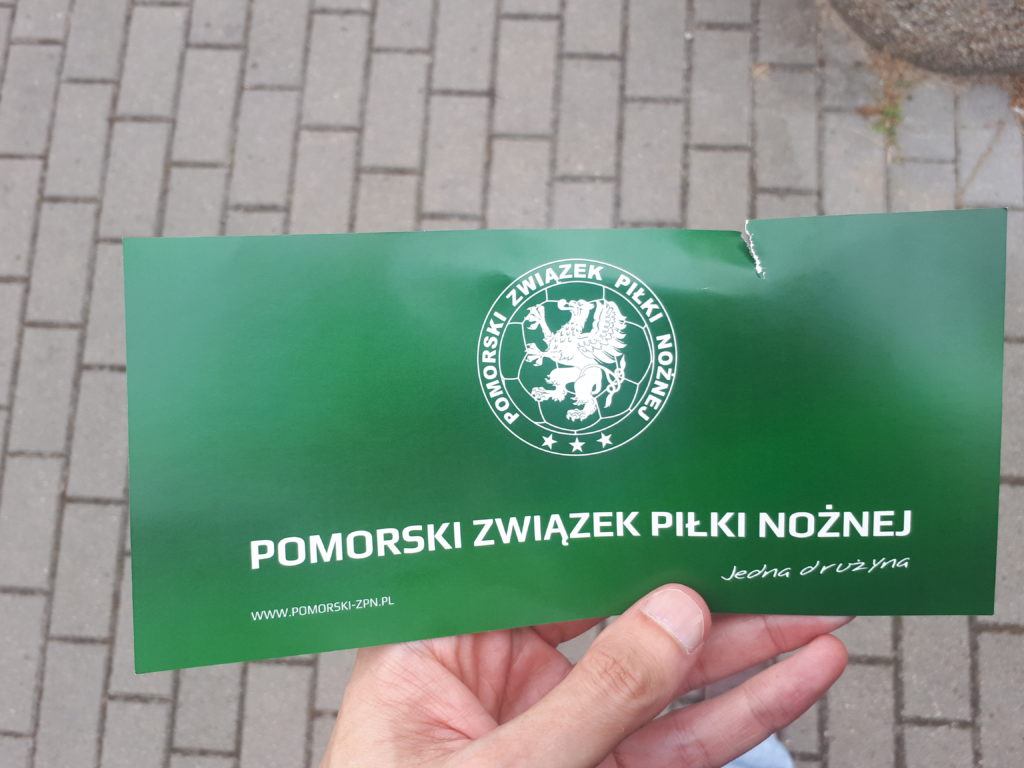 POMORSKI ZWIĄZEK PIŁKI NOŻNEJ
POMORSKI ZWIĄZEK PIŁKI NOŻNEJ
Jedna drużyna
WWW.POMORSKI-ZPN.PL